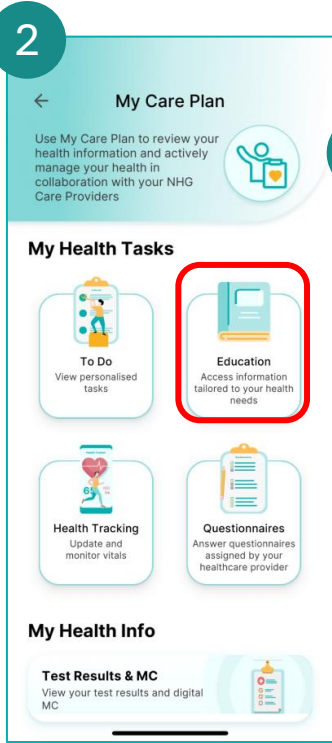 2
My Care Plan
Use My Care Plan to review your
health information and actively
manage your health in
collaboration with your NHG
Care Providers
My Health Tasks
To Do
View personalised
tasks
Education
Access information
tailored to your health
needs
Health Tracking
Update and
monitor vitals
Questionnaires
Answer questionnaires
assigned by your
healthcare provider
My Health Info
Test Results & MC
View your test results and digital
MC